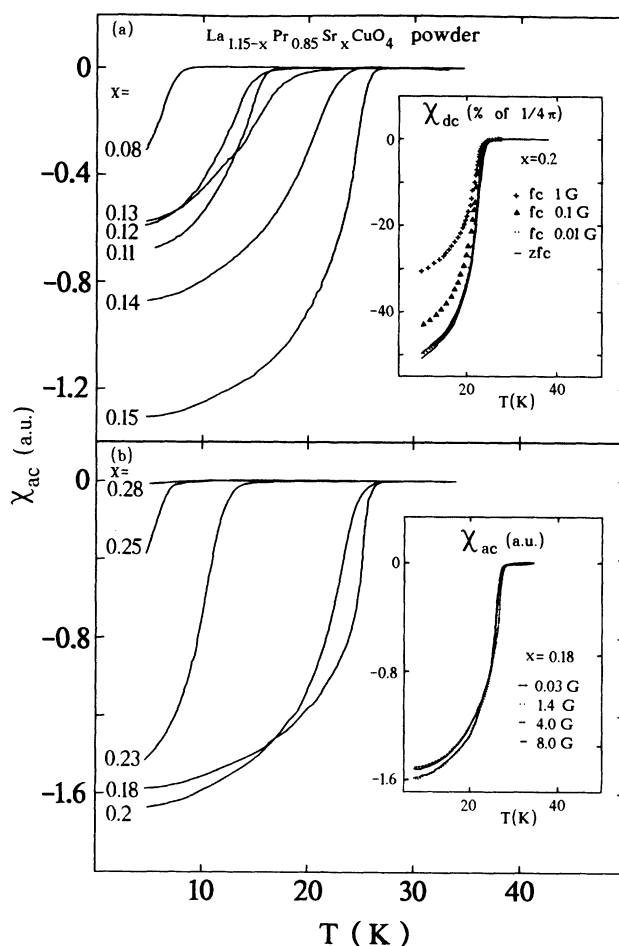 (a) La1.15-xPr0.85SrxCuO4 powder
0
X=
0.08
-0.4
0.13
0.12
0.11
-0.8
0.14
-1.2
0.15
χdc (% of 1/4π)
0
x=0.2
-20
+ fc 1 G
▲ fc 0.1 G
·· fc 0.01 G
— zfc
-40
20 40
T(K)
χac (a.u.)
(b)
X=
0
0.28
0.25
-0.8
0.23
-1.6
0.18
0.2
χac (a.u.)
0
-0.8
x = 0.18
-- 0.03 G
·· 1.4 G
– 4.0 G
– 8.0 G
-1.6
20 40
T(K)
10 20 30 40
T (K)